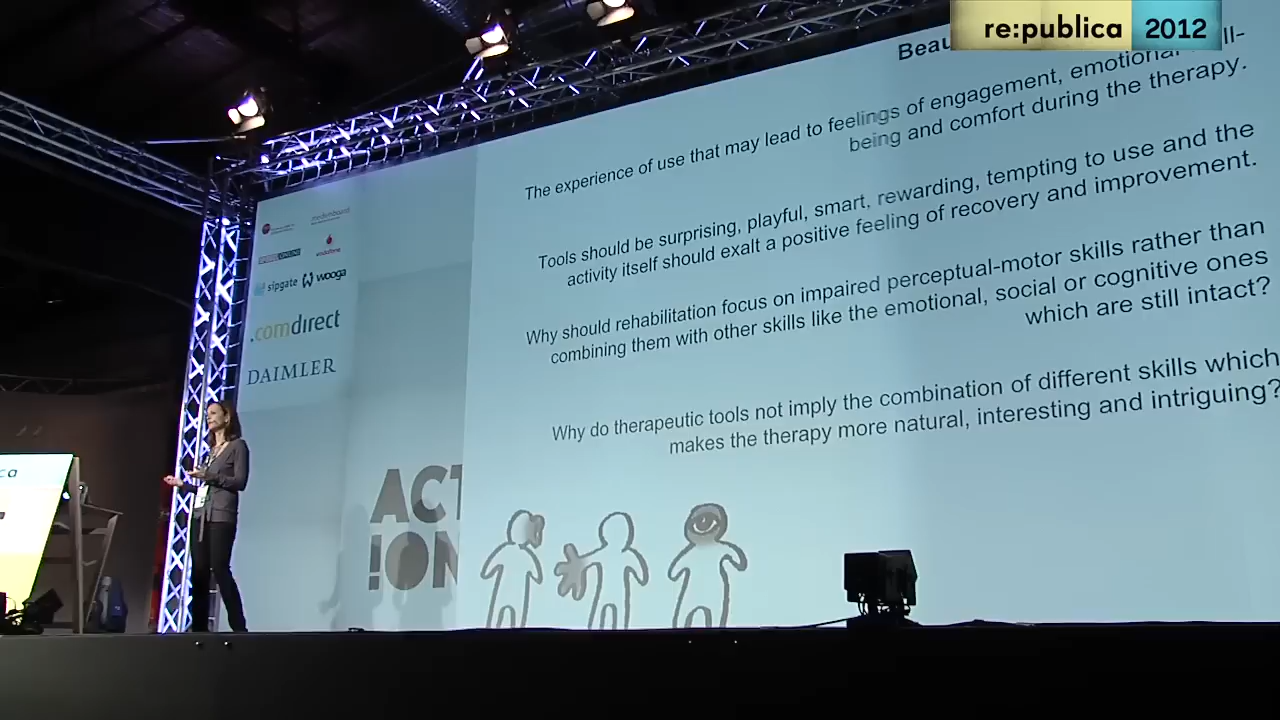 re:publica 2012
Beau
The experience of use that may lead to feelings of engagement, emotional
being and comfort during the therapy.
Tools should be surprising, playful, smart, rewarding, tempting to use and the
activity itself should exalt a positive feeling of recovery and improvement.
Why should rehabilitation focus on impaired perceptual-motor skills rather than
combining them with other skills like the emotional, social or cognitive ones
which are still intact?
Why do therapeutic tools not imply the combination of different skills which
makes the therapy more natural, interesting and intriguing?
medienboard
vodafone
sipgate wooga
.comdirect
DAIMLER
ACT
!ON
ca